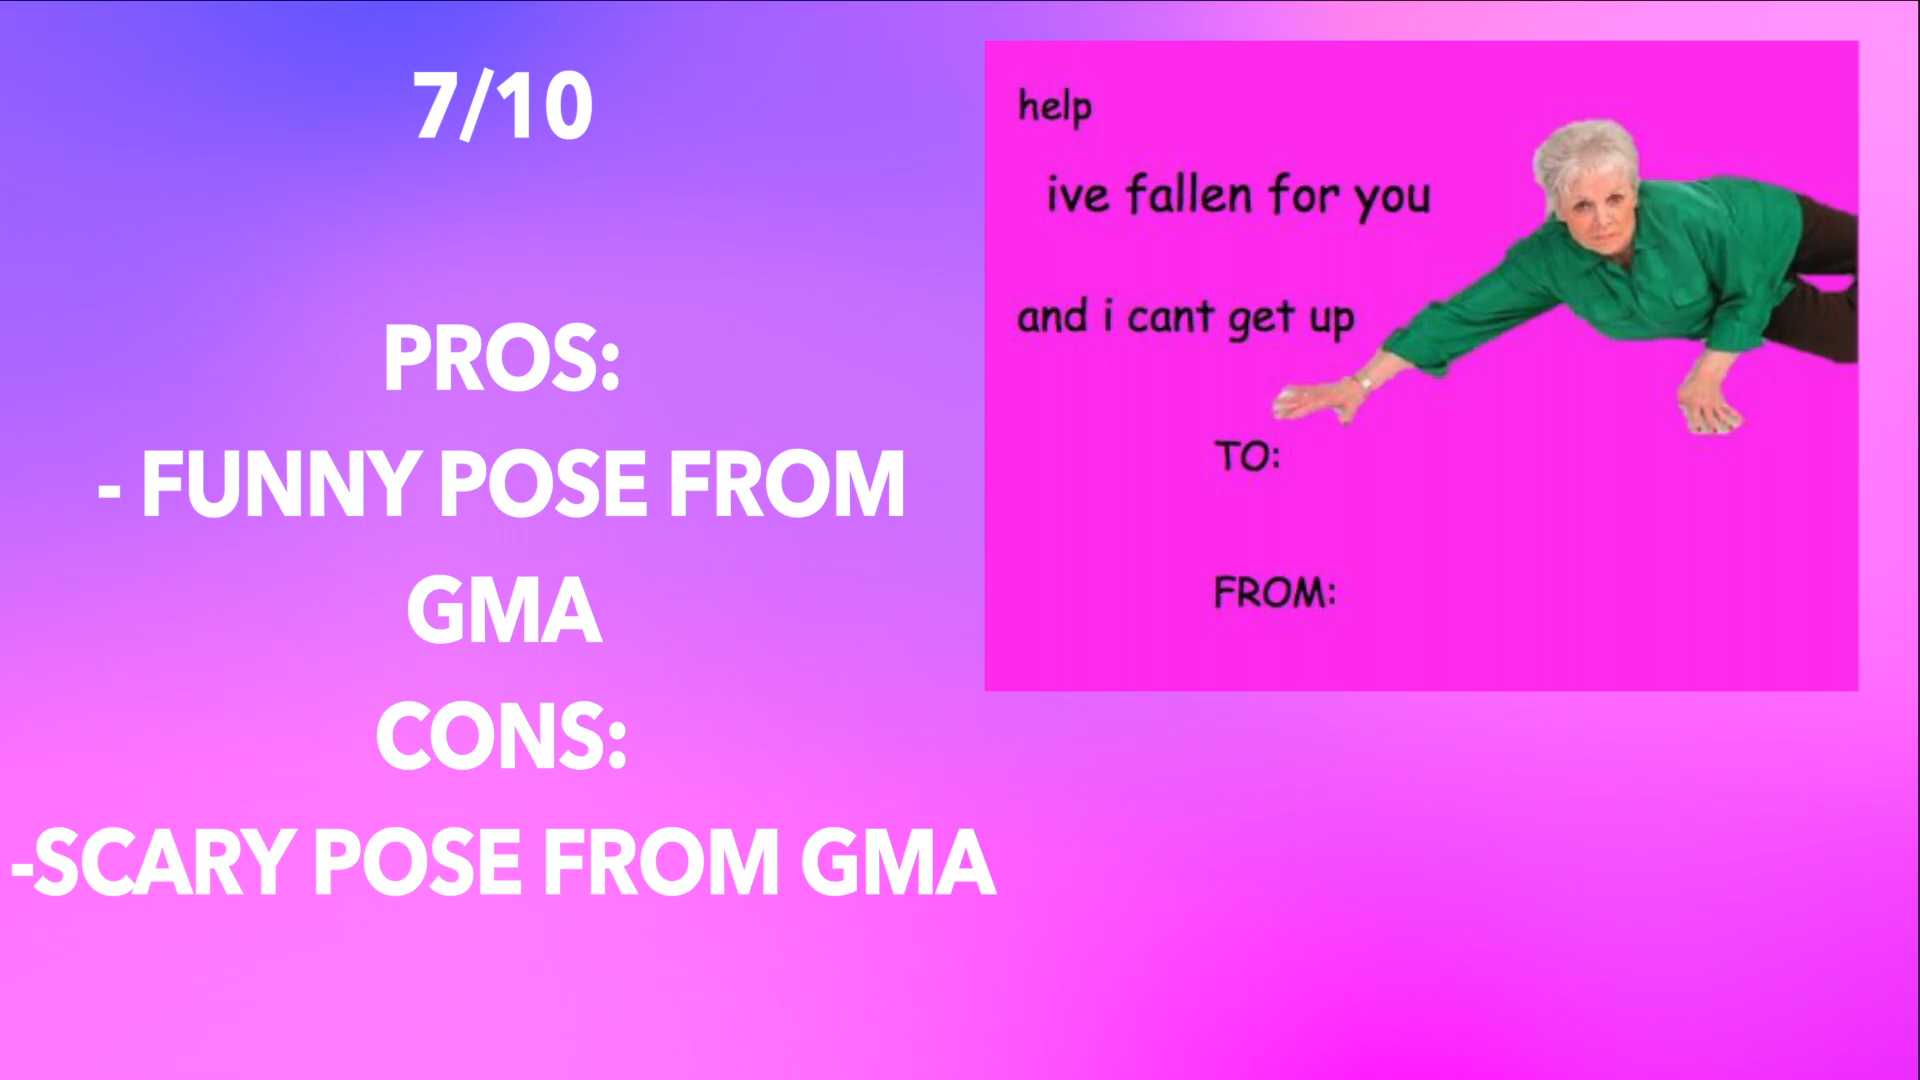 7/10
PROS:
- FUNNY POSE FROM
GMA
CONS:
-SCARY POSE FROM GMA
help
ive fallen for you
and i cant get up
TO:
FROM: